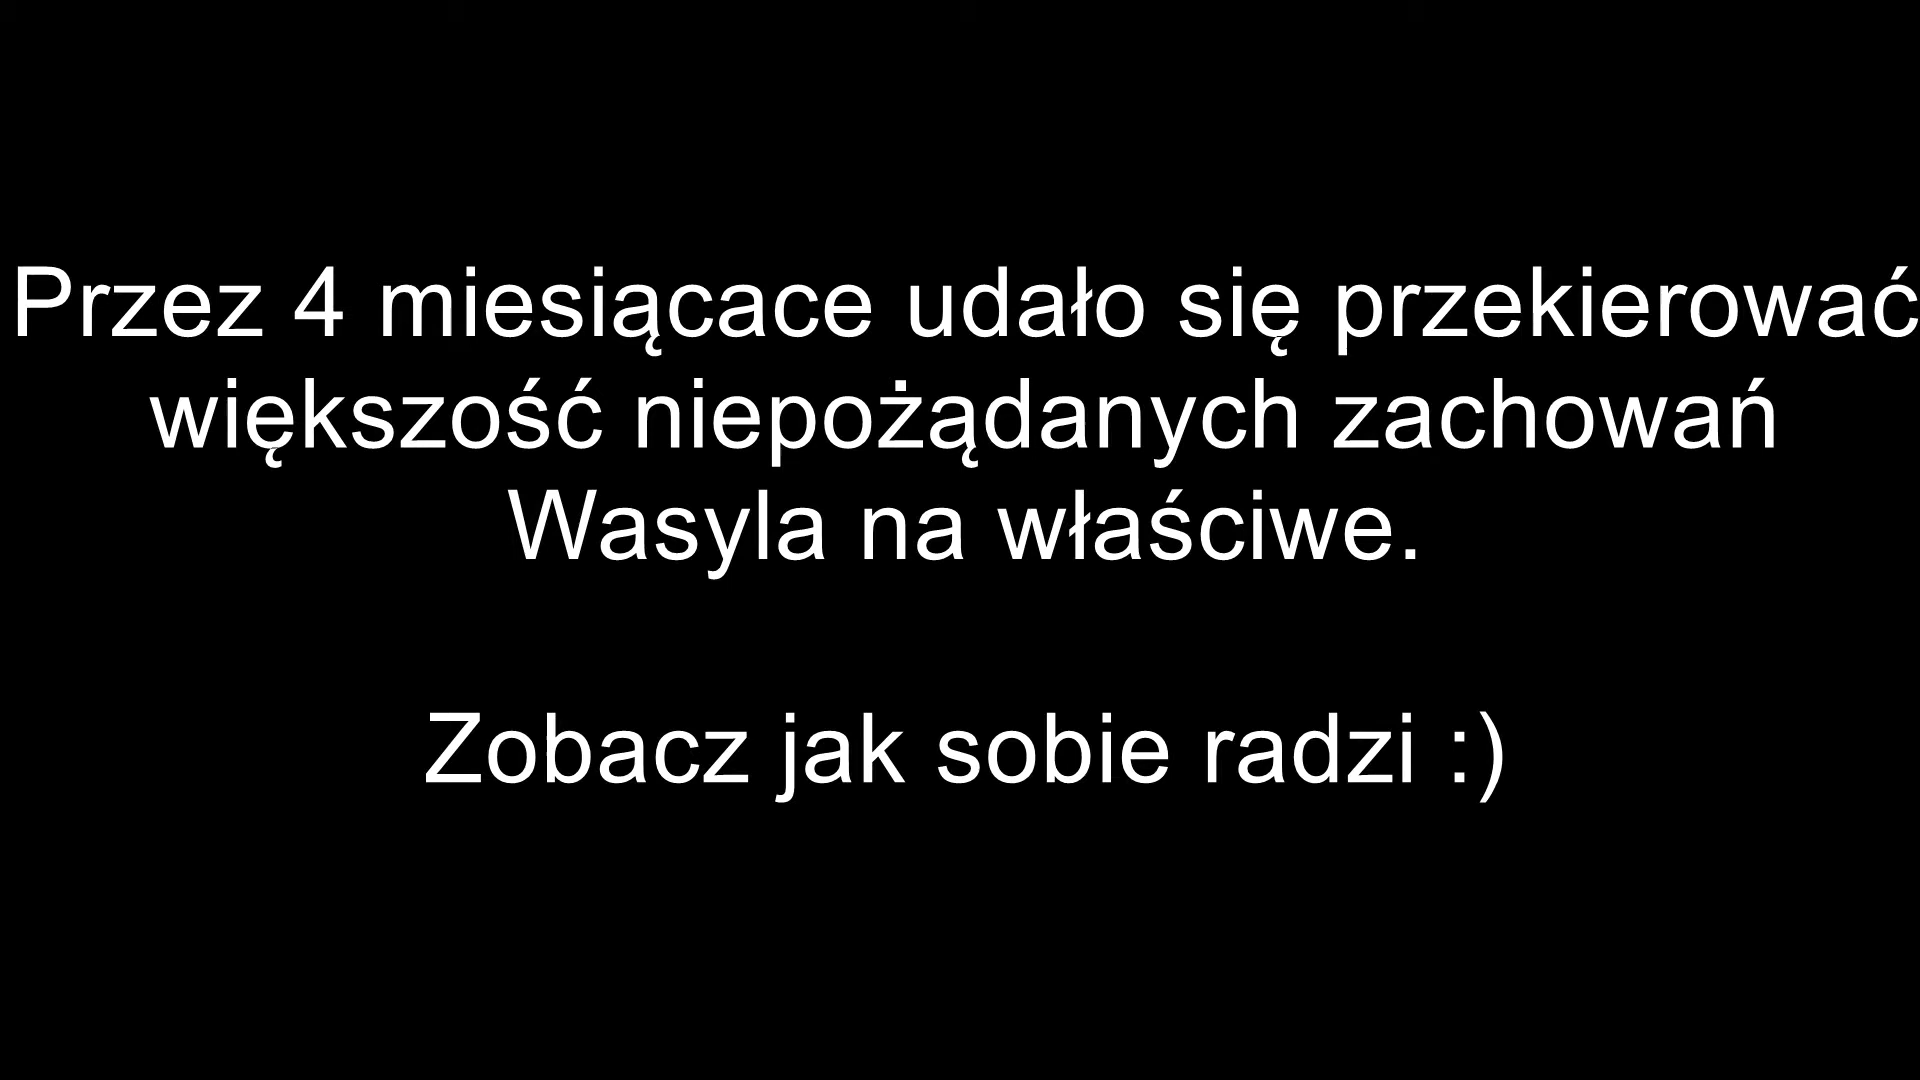 Przez 4 miesiącace udało się przekierować
większość niepożądanych zachowań
Wasyla na właściwe.
Zobacz jak sobie radzi :)